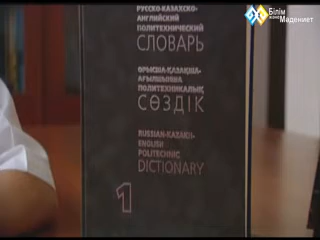 Білім
және
Мәдениет
РУССКО-КАЗАХСКО-
АНГЛИЙСКИЙ
ПОЛИТЕХНИЧЕСКИЙ
СЛОВАРЬ
ОРЫСША-ҚАЗАҚША-
АҒЫЛШЫНША
ПОЛИТЕХНИКАЛЫҚ
СӨЗДІК
RUSSIAN-KAZAKH-
ENGLISH
POLITECHNIC
DICTIONARY
1